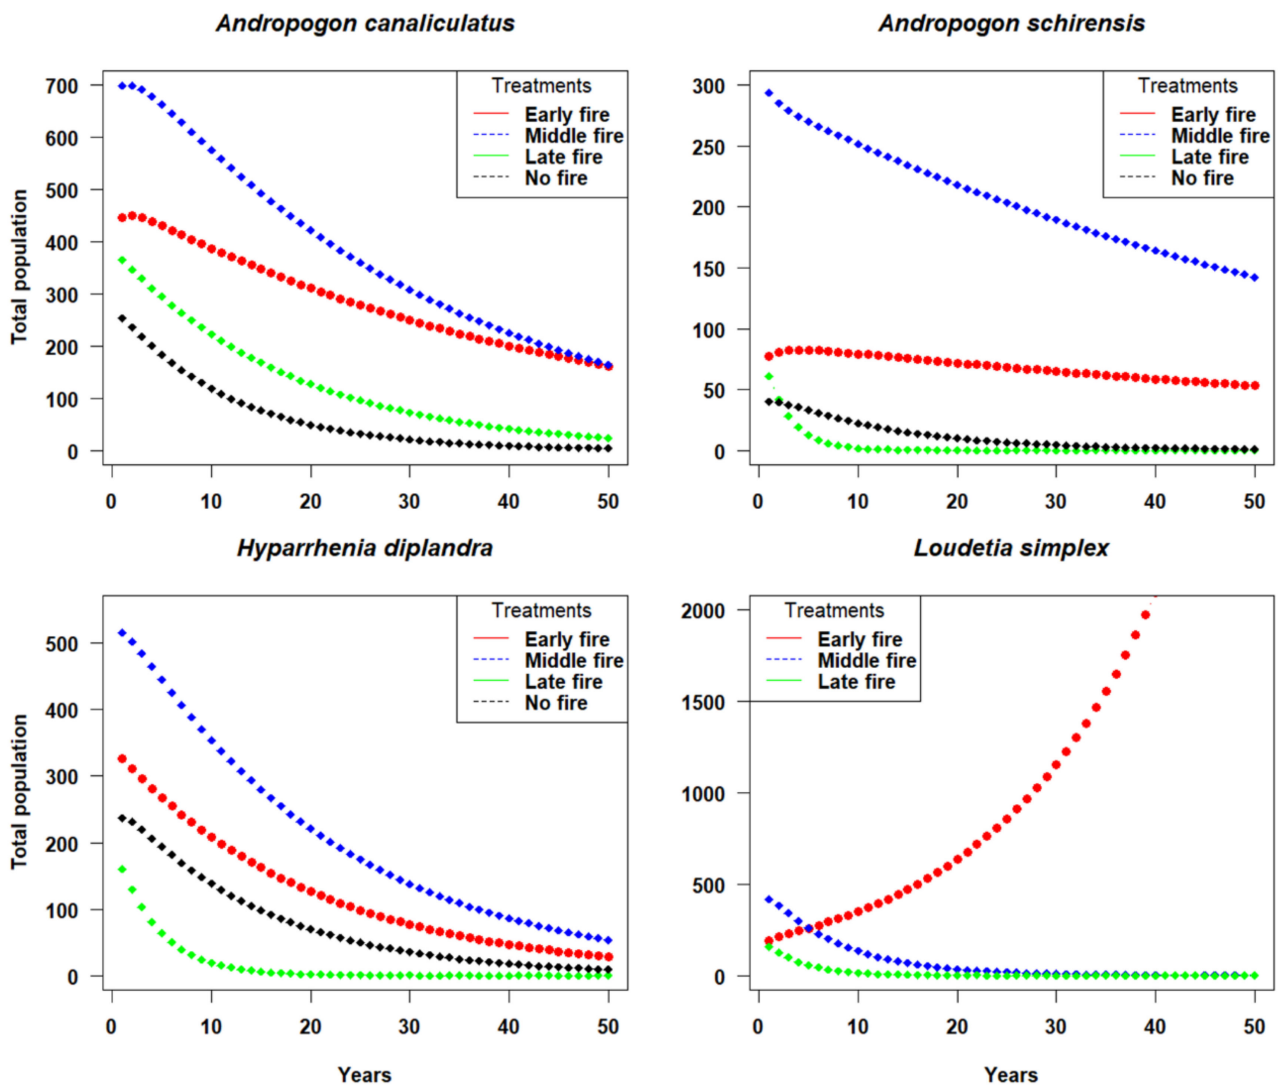 Andropogon canaliculatus
Total population
700
600
500
400
300
200
100
0
Treatments
Early fire
Middle fire
Late fire
No fire
0 10 20 30 40 50
Andropogon schirensis
300
250
200
150
100
50
0
Treatments
Early fire
Middle fire
Late fire
No fire
0 10 20 30 40 50
Hyparrhenia diplandra
Total population
500
400
300
200
100
0
Treatments
Early fire
Middle fire
Late fire
No fire
0 10 20 30 40 50
Years
Loudetia simplex
2000
1500
1000
500
0
Treatments
Early fire
Middle fire
Late fire
0 10 20 30 40 50
Years